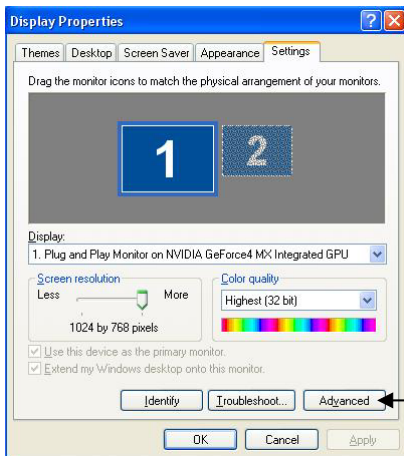 Display Properties
Themes Desktop Screen Saver Appearance Settings
Drag the monitor icons to match the physical arrangement of your monitors.
1 2
Display:
1. Plug and Play Monitor on NVIDIA GeForce4 MX Integrated GPU
Screen resolution Color quality
Less More Highest (32 bit)
1024 by 768 pixels
Use this device as the primary monitor.
Extend my Windows desktop onto this monitor.
Identify Troubleshoot... Advanced
OK Cancel Apply